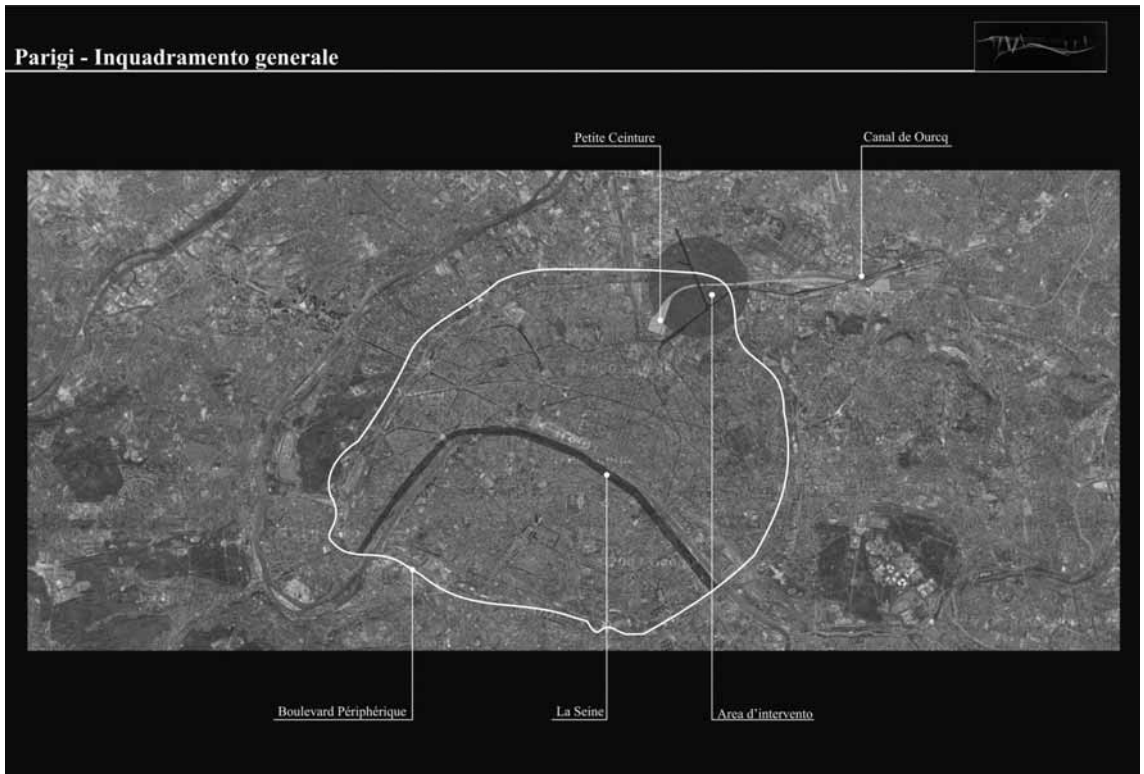 Parigi - Inquadramento generale
Petite Ceinture
Canal de Ourcq
Boulevard Périphérique
La Seine
Area d’intervento